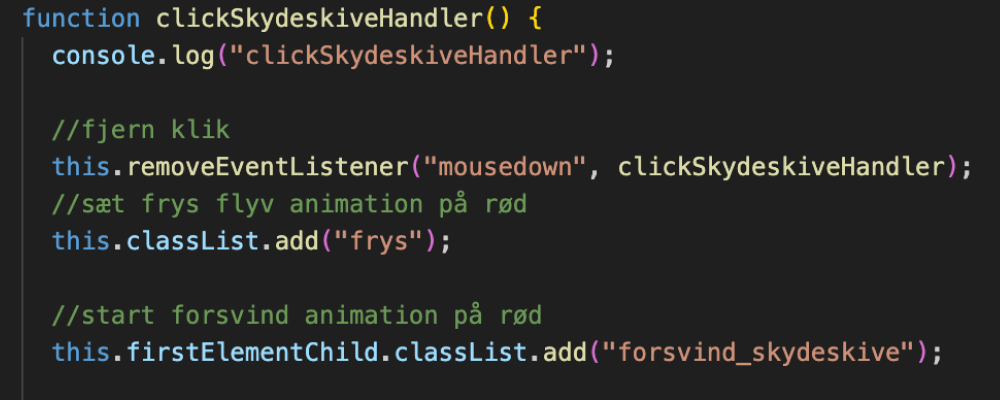 function clickSkydeskiveHandler() {
console.log("clickSkydeskiveHandler");
//fjern klik
this.removeEventListener("mousedown", clickSkydeskiveHandler);
//sæt frys flyv animation på rød
this.classList.add("frys");
//start forsvind animation på rød
this.firstElementChild.classList.add("forsvind_skydeskive");